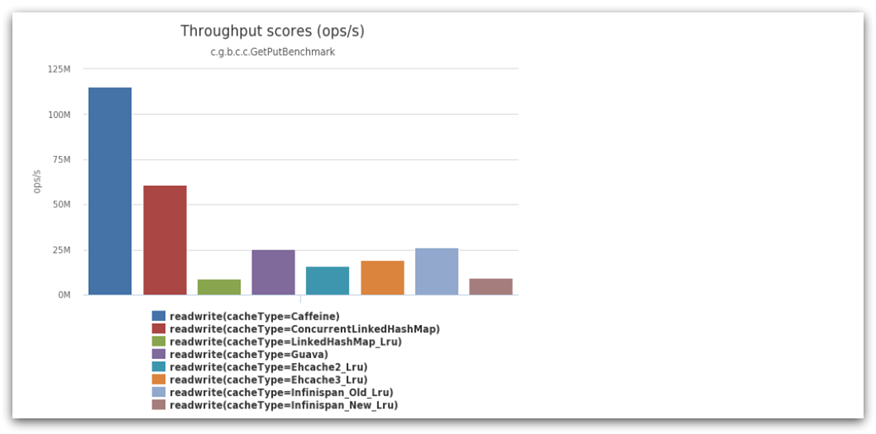 Throughput scores (ops/s)
c.g.b.c.c.GetPutBenchmark
125M
100M
75M
50M
25M
0M
ops/s
readwrite(cacheType=Caffeine)
readwrite(cacheType=ConcurrentLinkedHashMap)
readwrite(cacheType=LinkedHashMap_Lru)
readwrite(cacheType=Guava)
readwrite(cacheType=Ehcache2_Lru)
readwrite(cacheType=Ehcache3_Lru)
readwrite(cacheType=Infinispan_Old_Lru)
readwrite(cacheType=Infinispan_New_Lru)